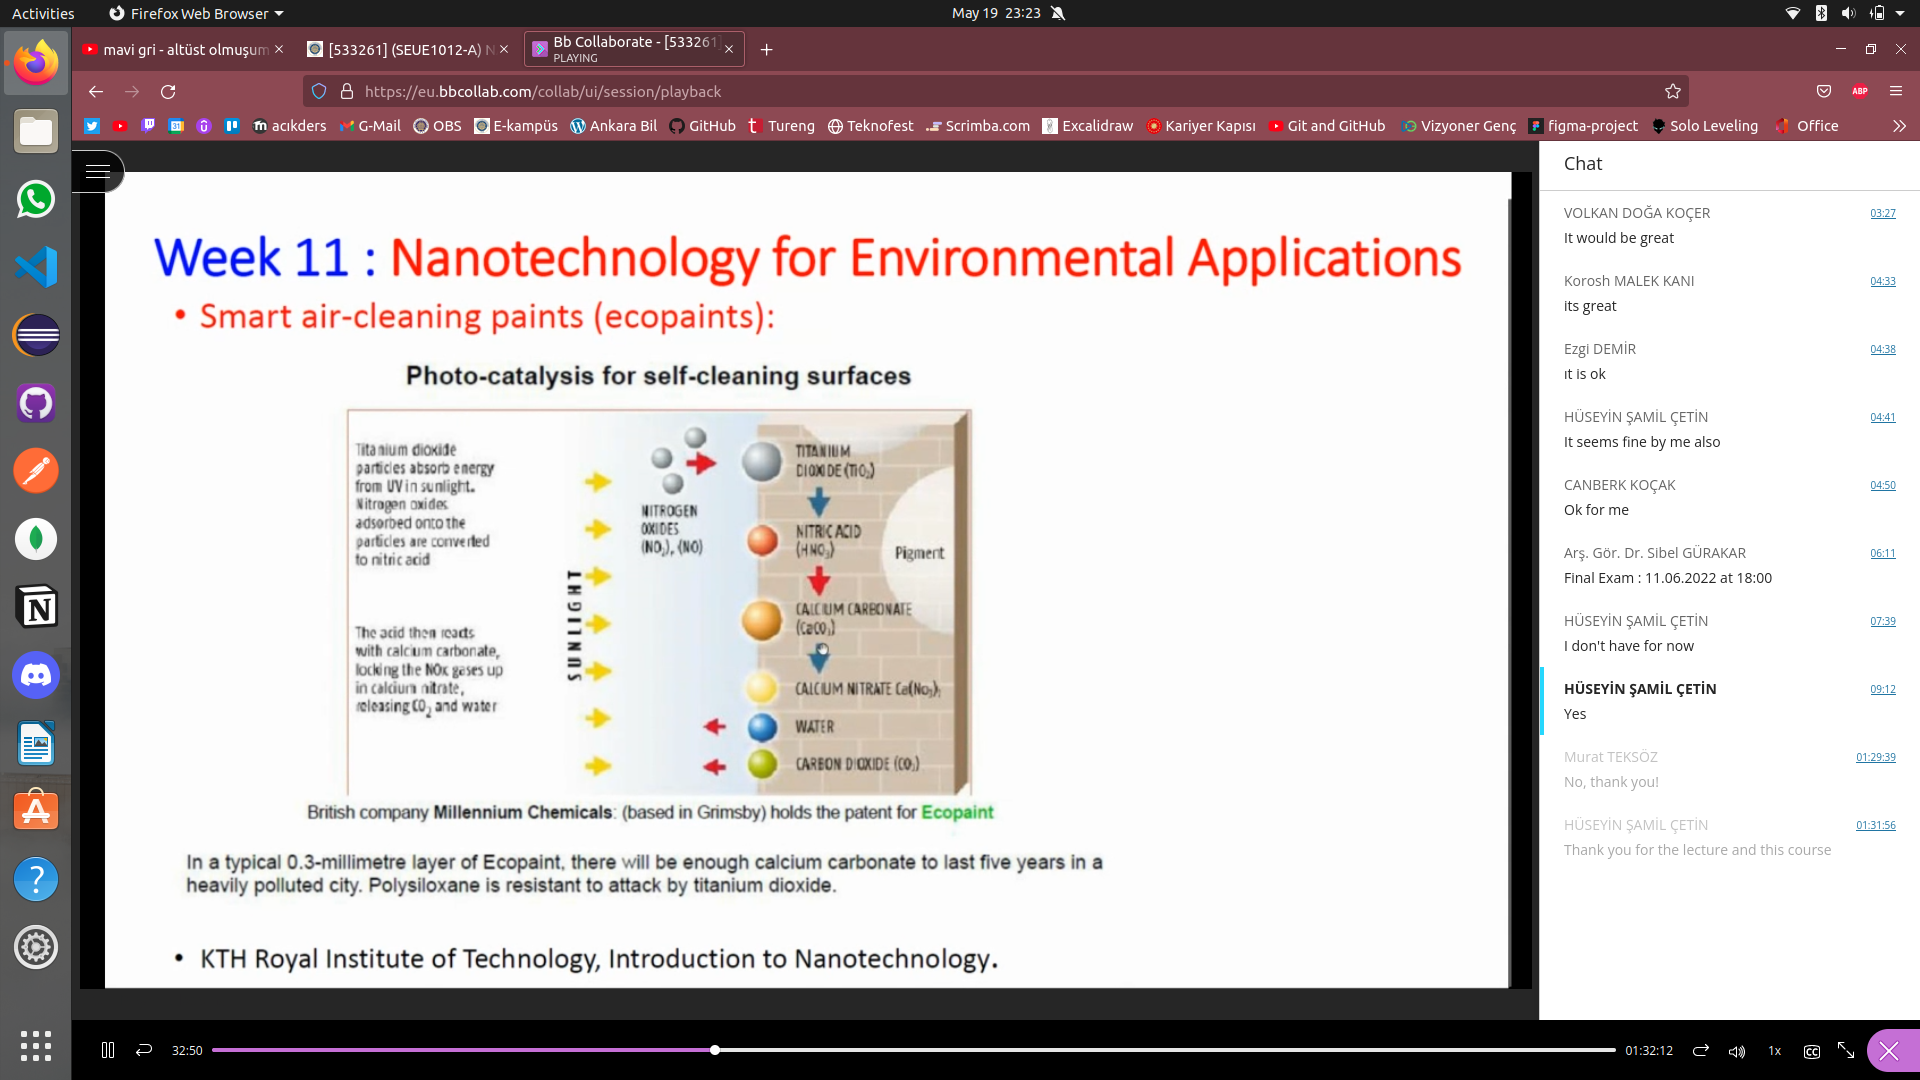 Activities
Firefox Web Browser
May 19 23:23
mavi gri - altüst olmuşum
[533261] (SEUE1012-A) N
Bb Collaborate - [533261]
PLAYING
https://eu.bbcollab.com/collab/ui/session/playback
ABP
acıkders
G-Mail
OBS
E-kampüs
Ankara Bil
GitHub
Tureng
Teknofest
Scrimba.com
Excalidraw
Kariyer Kapısı
Git and GitHub
Vizyoner Genç
figma-project
Solo Leveling
Office
Week 11 : Nanotechnology for Environmental Applications
• Smart air-cleaning paints (ecopaints):
Photo-catalysis for self-cleaning surfaces
Titanium dioxide
particles absorb energy
from UV in sunlight.
Nitrogen oxides
adsorbed onto the
particles are converted
to nitric acid
The acid then reacts
with calcium carbonate,
locking the NOx gases up
in calcium nitrate,
releasing CO₂ and water
SUNLIGHT
NITROGEN
OXIDES
(NO₂), (NO)
TITANIUM
DIOXIDE (TiO₂)
NITRIC ACID
(HNO₃)
Pigment
CALCIUM CARBONATE
(CaCO₃)
CALCIUM NITRATE Ca(No₃)₂
WATER
CARBON DIOXIDE (CO₂)
British company Millennium Chemicals: (based in Grimsby) holds the patent for Ecopaint
In a typical 0.3-millimetre layer of Ecopaint, there will be enough calcium carbonate to last five years in a
heavily polluted city. Polysiloxane is resistant to attack by titanium dioxide.
• KTH Royal Institute of Technology, Introduction to Nanotechnology.
Chat
VOLKAN DOĞA KOÇER 03:27
It would be great
Korosh MALEK KANI 04:33
its great
Ezgi DEMİR 04:38
ıt is ok
HÜSEYİN ŞAMİL ÇETİN 04:41
It seems fine by me also
CANBERK KOÇAK 04:50
Ok for me
Arş. Gör. Dr. Sibel GÜRAKAR 06:11
Final Exam : 11.06.2022 at 18:00
HÜSEYİN ŞAMİL ÇETİN 07:39
I don't have for now
HÜSEYİN ŞAMİL ÇETİN 09:12
Yes
Murat TEKSÖZ 01:29:39
No, thank you!
HÜSEYİN ŞAMİL ÇETİN 01:31:56
Thank you for the lecture and this course
32:50
01:32:12
1x
CC